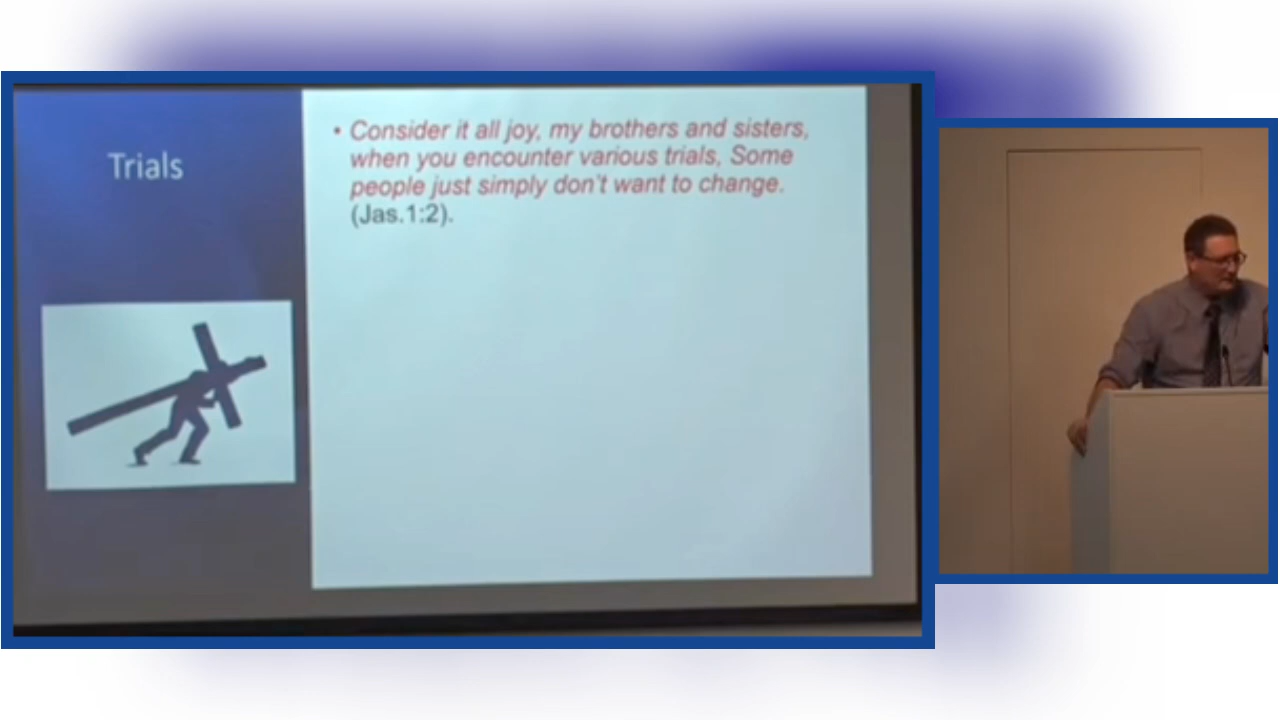 Trials
• Consider it all joy, my brothers and sisters,
when you encounter various trials, Some
people just simply don't want to change.
(Jas.1:2).